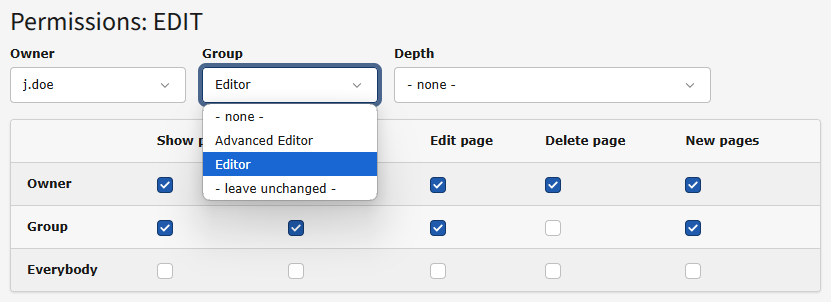 Permissions: EDIT
Owner Group Depth
j.doe Editor - none -
- none -
Advanced Editor
Editor
- leave unchanged -
Show Edit page Delete page New pages
Owner
Group
Everybody